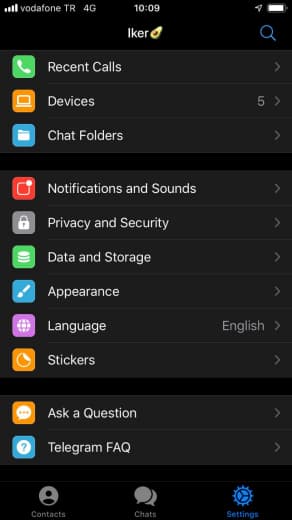 vodafone TR 4G 10:09
Iker🥑
Recent Calls
Devices 5
Chat Folders
Notifications and Sounds
Privacy and Security
Data and Storage
Appearance
Language English
Stickers
Ask a Question
Telegram FAQ
Contacts Chats Settings